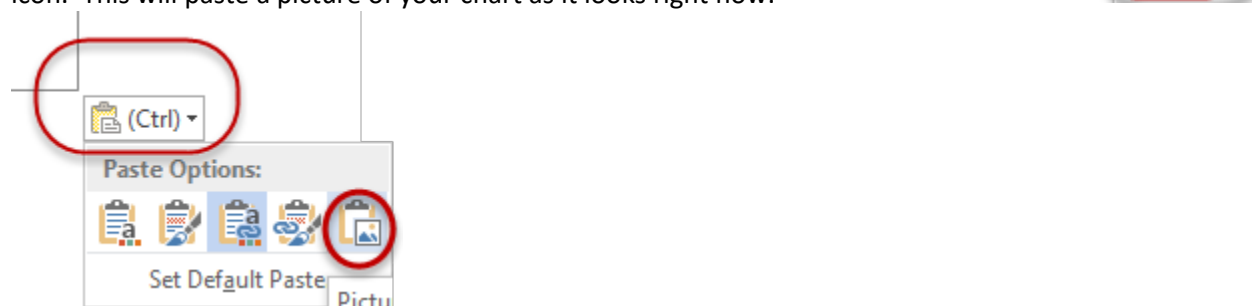 icon. This will paste a picture of your chart as it looks right now.
(Ctrl)
Paste Options:
Set Default Paste
Pictu